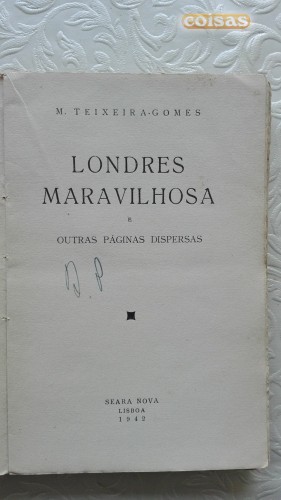 coisas
M. TEIXEIRA-GOMES
LONDRES
MARAVILHOSA
E
OUTRAS PÁGINAS DISPERSAS
D. P
SEARA NOVA
LISBOA
1942